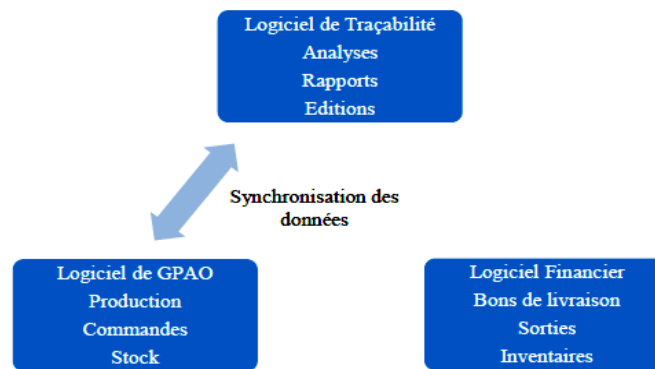 Logiciel de Traçabilité
Analyses
Rapports
Editions
Synchronisation des
données
Logiciel de GPAO
Production
Commandes
Stock
Logiciel Financier
Bons de livraison
Sorties
Inventaires